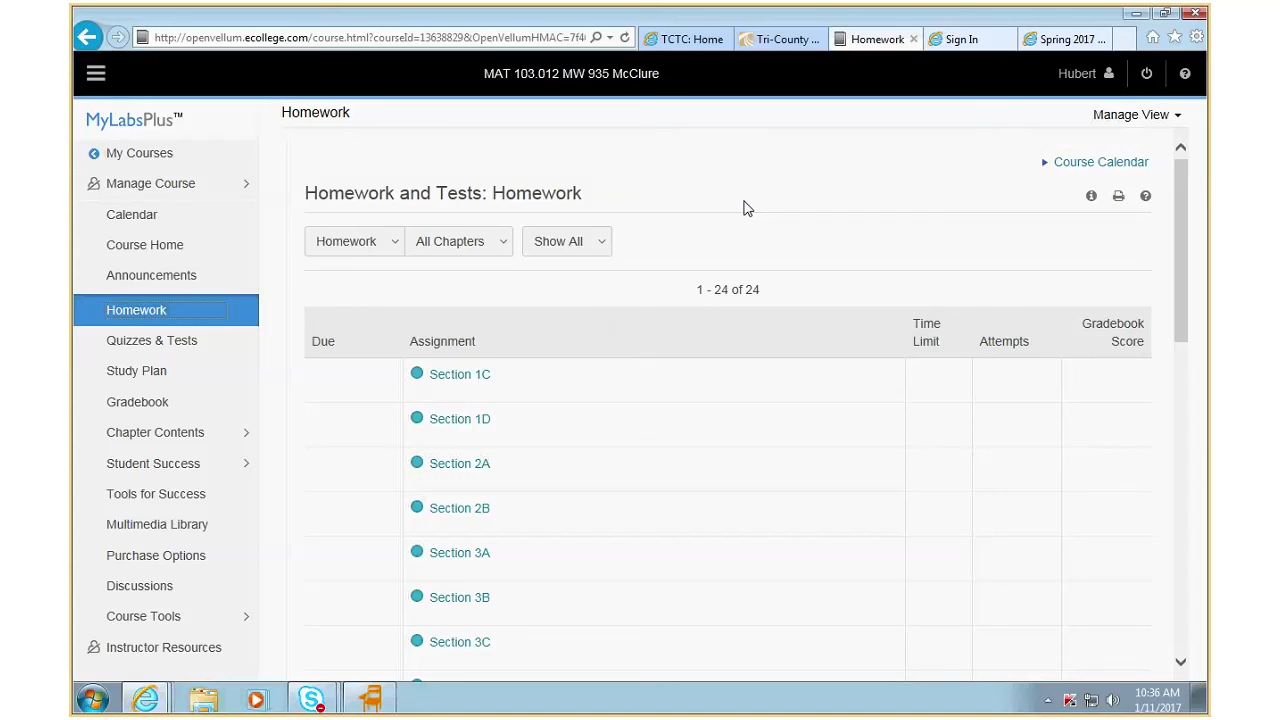 http://openvellum.ecollege.com/course.html?courseId=13638829&OpenVellumHMAC=7f4
TCTC: Home
Tri-County ...
Homework
Sign In
Spring 2017 ...
MAT 103.012 MW 935 McClure
Hubert
MyLabsPlus™
Homework
Manage View
My Courses
Manage Course
Calendar
Course Home
Announcements
Homework
Quizzes & Tests
Study Plan
Gradebook
Chapter Contents
Student Success
Tools for Success
Multimedia Library
Purchase Options
Discussions
Course Tools
Instructor Resources
Course Calendar
Homework and Tests: Homework
Homework
All Chapters
Show All
1 - 24 of 24
Due
Assignment
Time Limit
Attempts
Gradebook Score
Section 1C
Section 1D
Section 2A
Section 2B
Section 3A
Section 3B
Section 3C
10:36 AM
1/11/2017